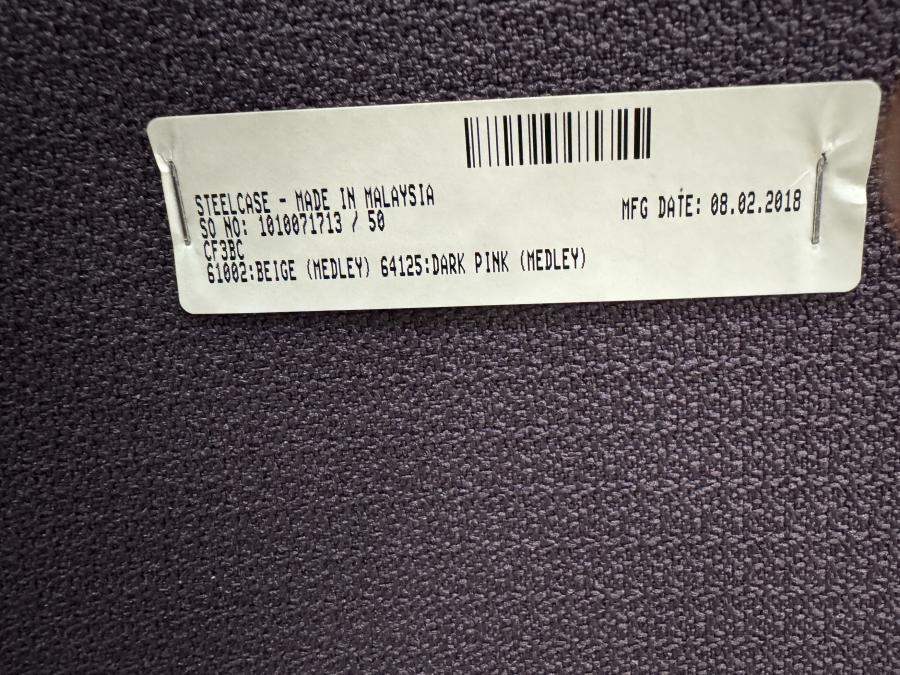 STEELCASE - MADE IN MALAYSIA
MFG DATE: 08.02.2018
SO NO: 1010071713 / 50
CF3BC
61002:BEIGE (MEDLEY) 64125:DARK PINK (MEDLEY)